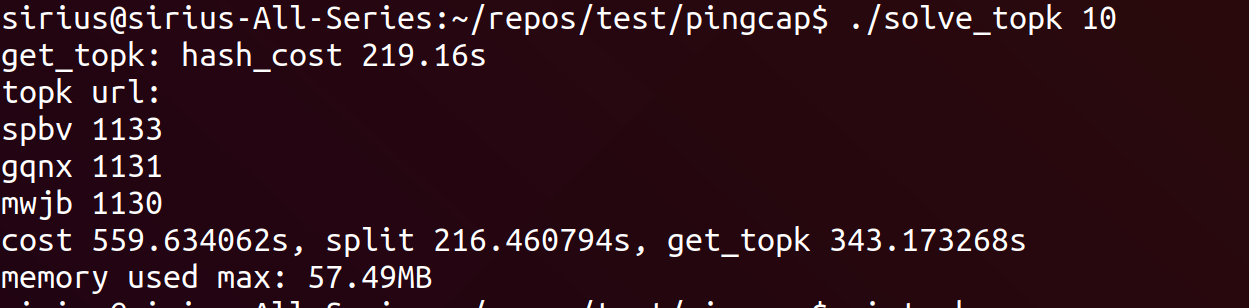 sirius@sirius-All-Series:~/repos/test/pingcap$ ./solve_topk 10
get_topk: hash_cost 219.16s
topk url:
spbv 1133
gqnx 1131
mwjb 1130
cost 559.634062s, split 216.460794s, get_topk 343.173268s
memory used max: 57.49MB